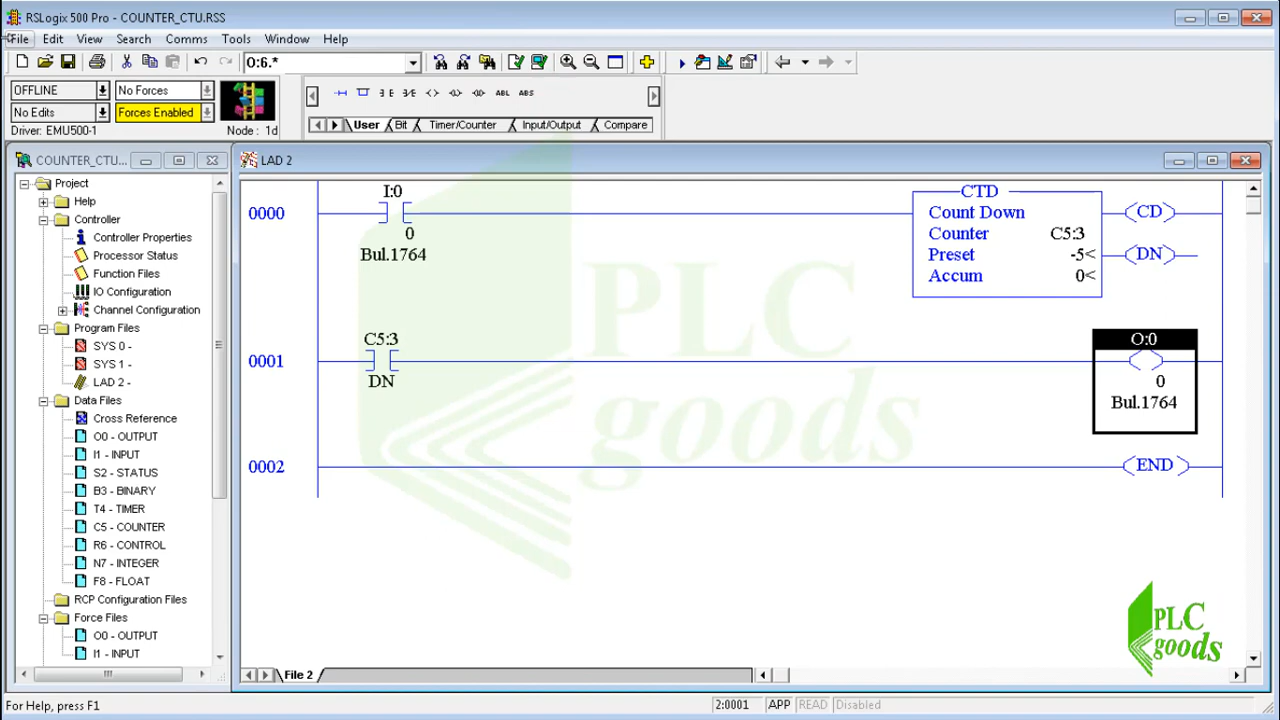 RSLogix 500 Pro - COUNTER_CTU.RSS
File Edit View Search Comms Tools Window Help
O:6.*
OFFLINE No Forces
No Edits Forces Enabled
Driver: EMU500-1 Node : 1d
ABL ABS
User Bit Timer/Counter Input/Output Compare
COUNTER_CTU...
Project
Help
Controller
Controller Properties
Processor Status
Function Files
IO Configuration
Channel Configuration
Program Files
SYS 0 -
SYS 1 -
LAD 2 -
Data Files
Cross Reference
O0 - OUTPUT
I1 - INPUT
S2 - STATUS
B3 - BINARY
T4 - TIMER
C5 - COUNTER
R6 - CONTROL
N7 - INTEGER
F8 - FLOAT
RCP Configuration Files
Force Files
O0 - OUTPUT
I1 - INPUT
LAD 2
I:0
0000
0
Bul.1764
CTD
Count Down
Counter C5:3
Preset -5<
Accum 0<
CD
DN
C5:3
0001
DN
O:0
0
Bul.1764
0002
END
PLC
goods
PLC
goods
File 2
For Help, press F1
2:0001 APP READ Disabled